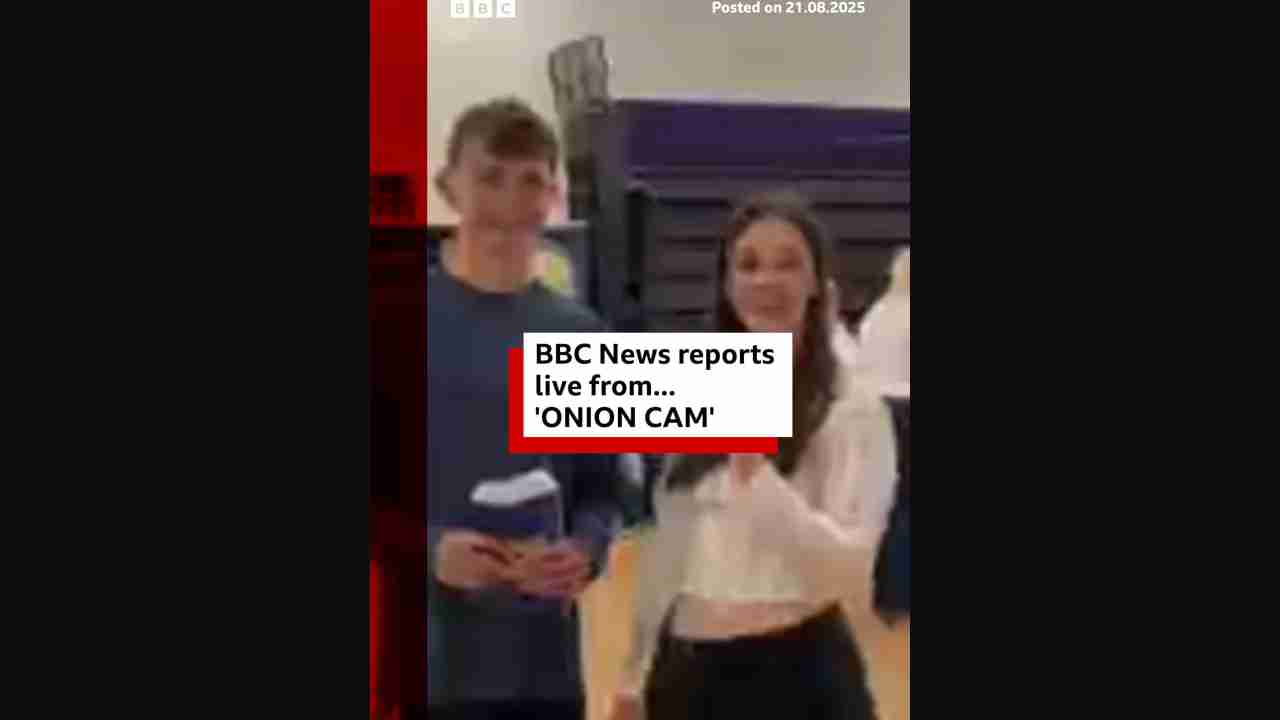 BBC
Posted on 21.08.2025
BBC News reports
live from...
'ONION CAM'